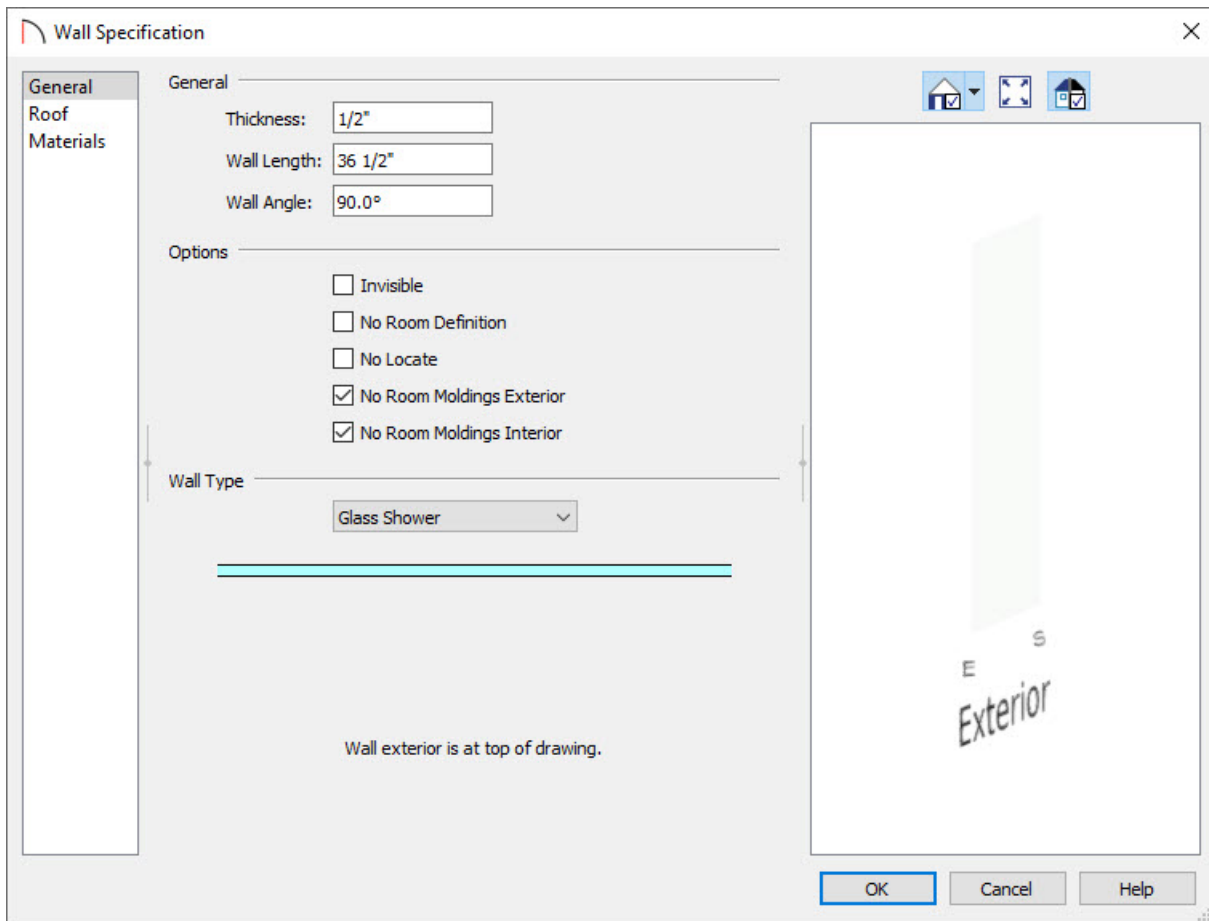 Wall Specification
General
Roof
Materials
General
Thickness: 1/2"
Wall Length: 36 1/2"
Wall Angle: 90.0°
Options
Invisible
No Room Definition
No Locate
No Room Moldings Exterior
No Room Moldings Interior
Wall Type
Glass Shower
Wall exterior is at top of drawing.
S
E
Exterior
OK Cancel Help